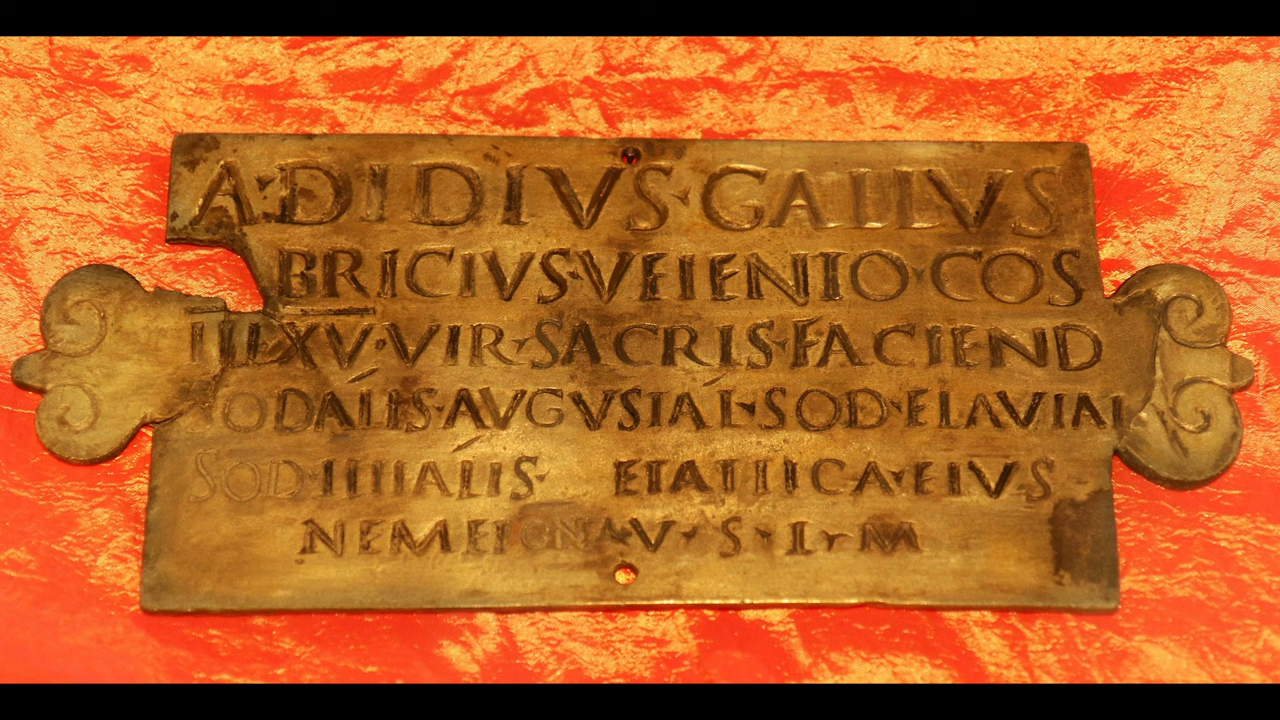 A·DIDIVS·GALLVS
BRICIVS·VEIENTO·COS
III·XV·VIR·SACRIS·FACIEND
SODALIS·AVGVSTAL·SOD·FLAVIAL
SOD·TITIALIS· ET ATTICA·EIVS
NEMETON·V·S·L·M